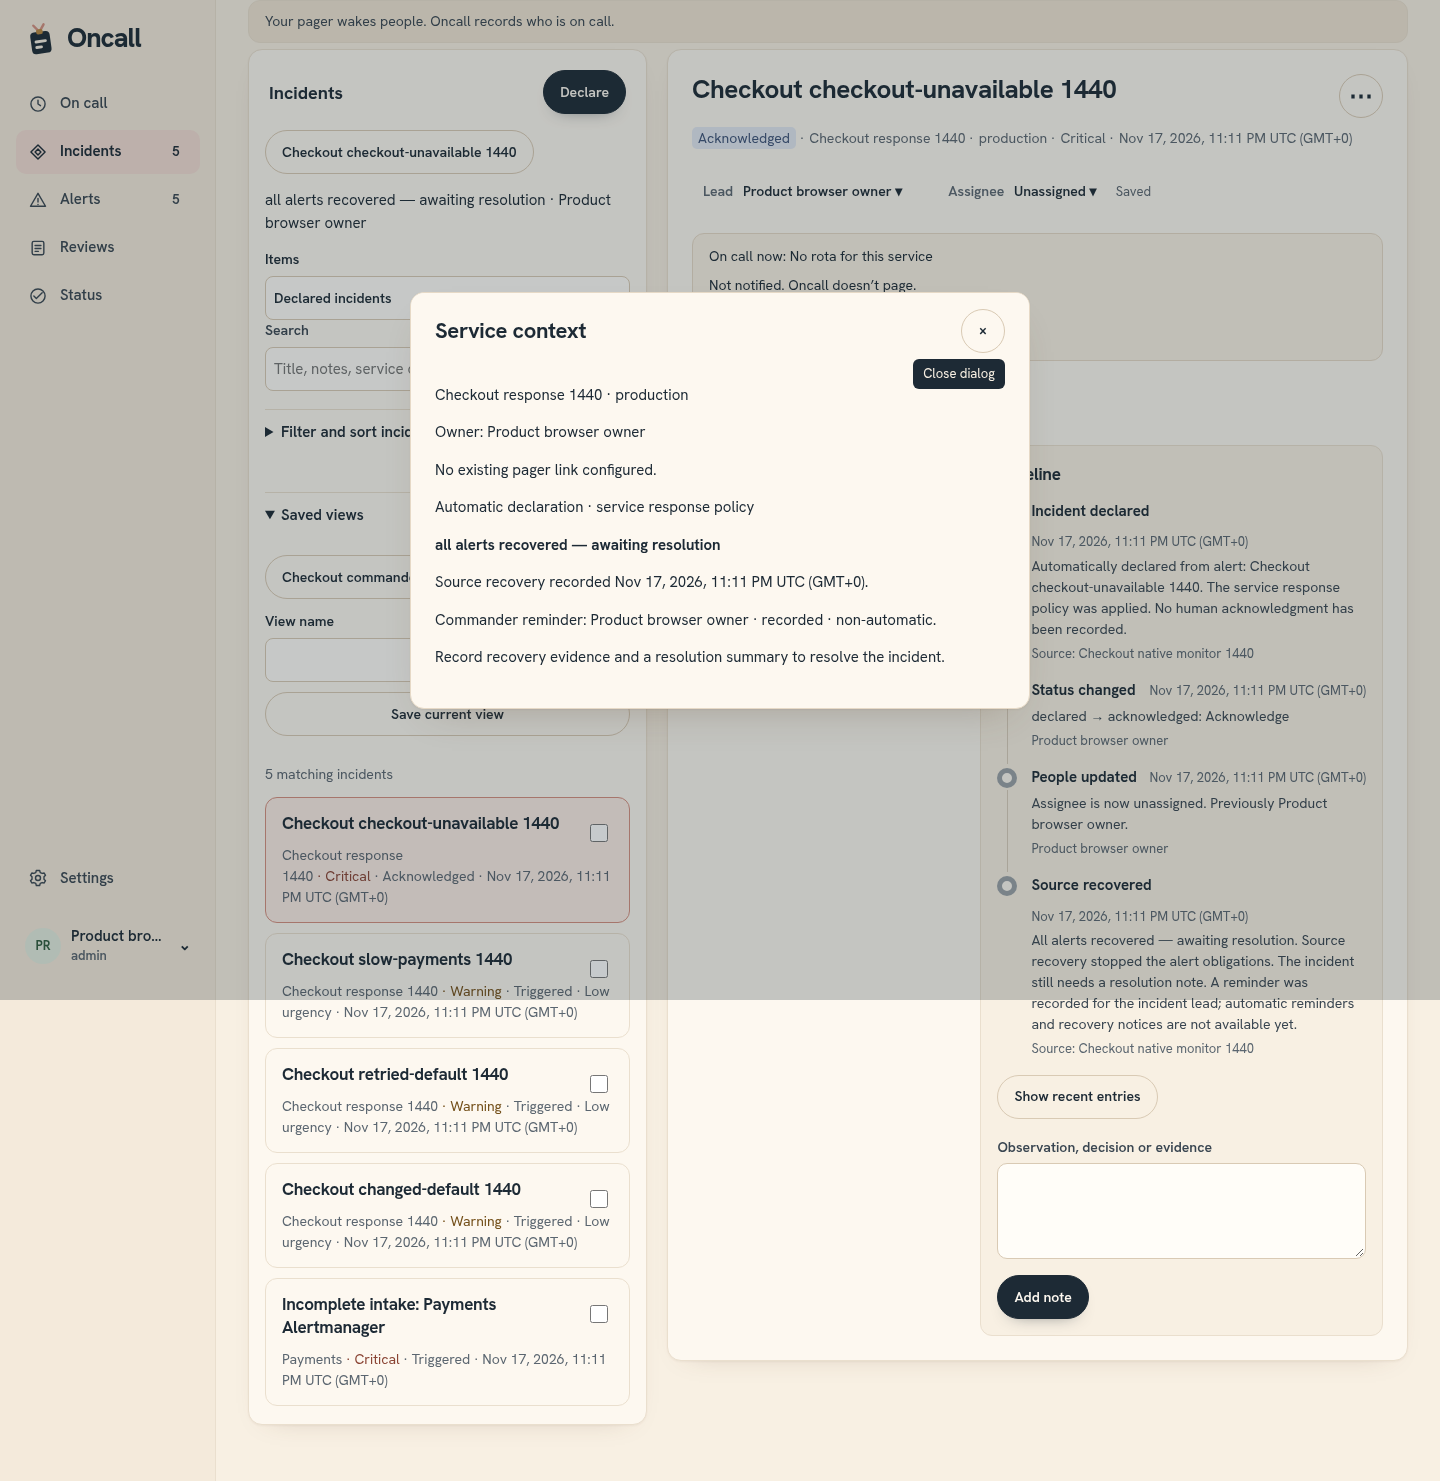 Oncall
On call
Incidents 5
Alerts 5
Reviews
Status
Settings
PR
Product bro...
admin
Your pager wakes people. Oncall records who is on call.
Incidents
Declare
Checkout checkout-unavailable 1440
all alerts recovered — awaiting resolution · Product
browser owner
Items
Declared incidents
Search
Title, notes, service
Filter and sort
Saved views
Checkout
View name
Save current view
5 matching incidents
Checkout checkout-unavailable 1440
Checkout response
1440 · Critical · Acknowledged · Nov 17, 2026, 11:11
PM UTC (GMT+0)
Checkout slow-payments 1440
Checkout response 1440 · Warning · Triggered · Low
urgency · Nov 17, 2026, 11:11 PM UTC (GMT+0)
Checkout retried-default 1440
Checkout response 1440 · Warning · Triggered · Low
urgency · Nov 17, 2026, 11:11 PM UTC (GMT+0)
Checkout changed-default 1440
Checkout response 1440 · Warning · Triggered · Low
urgency · Nov 17, 2026, 11:11 PM UTC (GMT+0)
Incomplete intake: Payments
Alertmanager
Payments · Critical · Triggered · Nov 17, 2026, 11:11
PM UTC (GMT+0)
Checkout checkout-unavailable 1440
Acknowledged · Checkout response 1440 · production · Critical · Nov 17, 2026, 11:11 PM UTC (GMT+0)
Lead Product browser owner ▾ Assignee Unassigned ▾ Saved
On call now: No rota for this service
Not notified. Oncall doesn’t page.
Service context
×
Close dialog
Checkout response 1440 · production
Owner: Product browser owner
No existing pager link configured.
Automatic declaration · service response policy
all alerts recovered — awaiting resolution
Source recovery recorded Nov 17, 2026, 11:11 PM UTC (GMT+0).
Commander reminder: Product browser owner · recorded · non-automatic.
Record recovery evidence and a resolution summary to resolve the incident.
eline
Incident declared
Nov 17, 2026, 11:11 PM UTC (GMT+0)
Automatically declared from alert: Checkout
checkout-unavailable 1440. The service response
policy was applied. No human acknowledgment has
been recorded.
Source: Checkout native monitor 1440
Status changed Nov 17, 2026, 11:11 PM UTC (GMT+0)
declared → acknowledged: Acknowledge
Product browser owner
People updated Nov 17, 2026, 11:11 PM UTC (GMT+0)
Assignee is now unassigned. Previously Product
browser owner.
Product browser owner
Source recovered
Nov 17, 2026, 11:11 PM UTC (GMT+0)
All alerts recovered — awaiting resolution. Source
recovery stopped the alert obligations. The incident
still needs a resolution note. A reminder was
recorded for the incident lead; automatic reminders
and recovery notices are not available yet.
Source: Checkout native monitor 1440
Show recent entries
Observation, decision or evidence
Add note